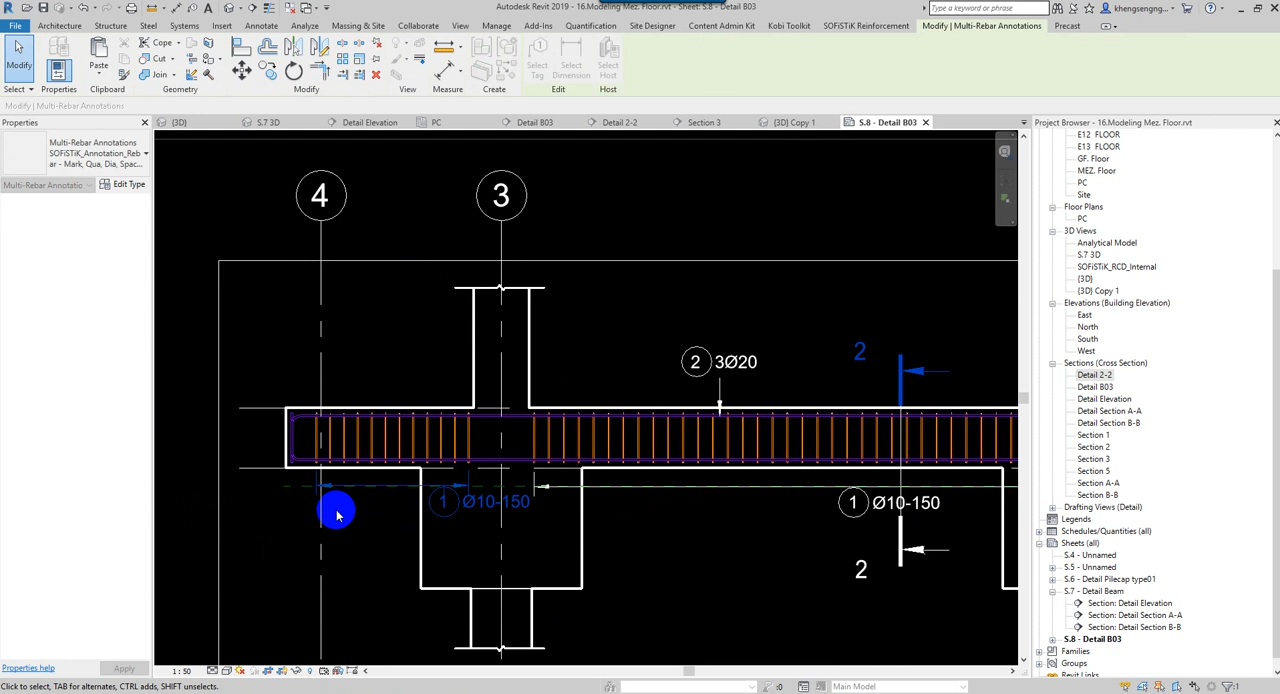 Autodesk Revit 2019 - 16.Modeling Mez. Floor.rvt - Sheet: S.8 - Detail B03
Type a keyword or phrase
khengsengng...
File Architecture Structure Steel Systems Insert Annotate Analyze Massing & Site Collaborate View Manage Add-Ins Quantification Site Designer Content Admin Kit Kobi Toolkit SOFiSTiK Reinforcement Modify | Multi-Rebar Annotations Precast
Modify
Paste
Cope
Cut
Join
Select Tag
Select Dimension
Select Host
Select Properties Clipboard Geometry Modify View Measure Create Edit Host
Modify | Multi-Rebar Annotations
Properties
Multi-Rebar Annotations
SOFiSTiK_Annotation_Reb
ar - Mark, Qua, Dia, Spac...
Multi-Rebar Annotatio
Edit Type
{3D} S.7 3D Detail Elevation PC Detail B03 Detail 2-2 Section 3 {3D} Copy 1 S.8 - Detail B03
4 3
2 3Ø20
2
1 Ø10-150
1 Ø10-150
2
Project Browser - 16.Modeling Mez. Floor.rvt
E12 FLOOR
E13 FLOOR
GF. Floor
MEZ. Floor
PC
Site
Floor Plans
PC
3D Views
Analytical Model
S.7 3D
SOFiSTiK_RCD_Internal
{3D}
{3D} Copy 1
Elevations (Building Elevation)
East
North
South
West
Sections (Cross Section)
Detail 2-2
Detail B03
Detail Elevation
Detail Section A-A
Detail Section B-B
Section 1
Section 2
Section 3
Section 5
Section A-A
Section B-B
Drafting Views (Detail)
Legends
Schedules/Quantities (all)
Sheets (all)
S.4 - Unnamed
S.5 - Unnamed
S.6 - Detail Pilecap type01
S.7 - Detail Beam
Section: Detail Elevation
Section: Detail Section A-A
Section: Detail Section B-B
S.8 - Detail B03
Families
Groups
Revit Links
Properties help
Apply
1 : 50
Click to select, TAB for alternates, CTRL adds, SHIFT unselects.
:0
Main Model
:1